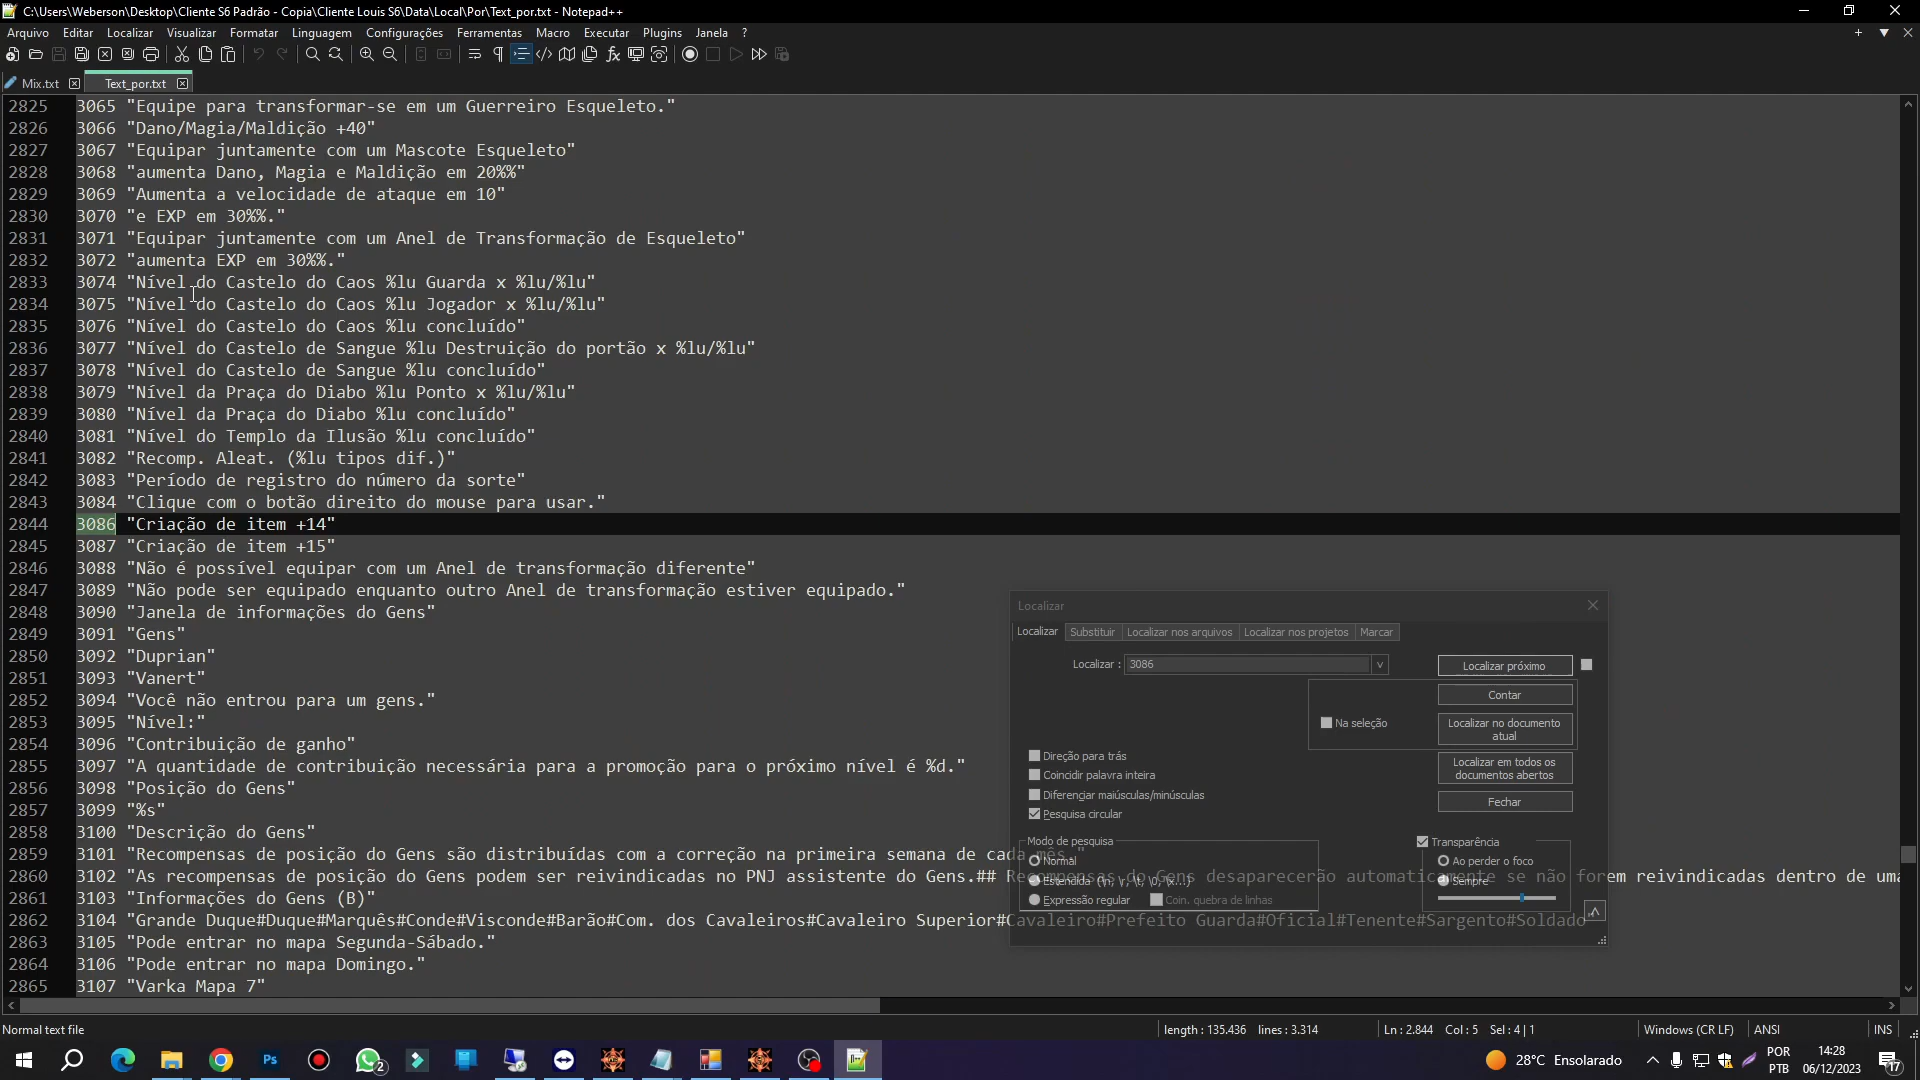 C:\Users\Weberson\Desktop\Cliente S6 Padrão - Copia\Cliente Louis S6\Data\Local\Por\Text_por.txt - Notepad++
Arquivo Editar Localizar Visualizar Formatar Linguagem Configurações Ferramentas Macro Executar Plugins Janela ?
Mix.txt Text_por.txt
2825 3065 "Equipe para transformar-se em um Guerreiro Esqueleto."
2826 3066 "Dano/Magia/Maldição +40"
2827 3067 "Equipar juntamente com um Mascote Esqueleto"
2828 3068 "aumenta Dano, Magia e Maldição em 20%%"
2829 3069 "Aumenta a velocidade de ataque em 10"
2830 3070 "e EXP em 30%%."
2831 3071 "Equipar juntamente com um Anel de Transformação de Esqueleto"
2832 3072 "aumenta EXP em 30%%."
2833 3074 "Nível do Castelo do Caos %lu Guarda x %lu/%lu"
2834 3075 "Nível do Castelo do Caos %lu Jogador x %lu/%lu"
2835 3076 "Nível do Castelo do Caos %lu concluído"
2836 3077 "Nível do Castelo de Sangue %lu Destruição do portão x %lu/%lu"
2837 3078 "Nível do Castelo de Sangue %lu concluído"
2838 3079 "Nível da Praça do Diabo %lu Ponto x %lu/%lu"
2839 3080 "Nível da Praça do Diabo %lu concluído"
2840 3081 "Nível do Templo da Ilusão %lu concluído"
2841 3082 "Recomp. Aleat. (%lu tipos dif.)"
2842 3083 "Período de registro do número da sorte"
2843 3084 "Clique com o botão direito do mouse para usar."
2844 3086 "Criação de item +14"
2845 3087 "Criação de item +15"
2846 3088 "Não é possível equipar com um Anel de transformação diferente"
2847 3089 "Não pode ser equipado enquanto outro Anel de transformação estiver equipado."
2848 3090 "Janela de informações do Gens"
2849 3091 "Gens"
2850 3092 "Duprian"
2851 3093 "Vanert"
2852 3094 "Você não entrou para um gens."
2853 3095 "Nível:"
2854 3096 "Contribuição de ganho"
2855 3097 "A quantidade de contribuição necessária para a promoção para o próximo nível é %d."
2856 3098 "Posição do Gens"
2857 3099 "%s"
2858 3100 "Descrição do Gens"
2859 3101 "Recompensas de posição do Gens são distribuídas com a correção na primeira semana de cada mês."
2860 3102 "As recompensas de posição do Gens podem ser reivindicadas no PNJ assistente do Gens.## Recompensas do Gens desaparecerão automaticamente se não forem reivindicadas dentro de uma
2861 3103 "Informações do Gens (B)"
2862 3104 "Grande Duque#Duque#Marquês#Conde#Visconde#Barão#Com. dos Cavaleiros#Cavaleiro Superior#Cavaleiro#Prefeito Guarda#Oficial#Tenente#Sargento#Soldado
2863 3105 "Pode entrar no mapa Segunda-Sábado."
2864 3106 "Pode entrar no mapa Domingo."
2865 3107 "Varka Mapa 7"
Localizar
Localizar Substituir Localizar nos arquivos Localizar nos projetos Marcar
Localizar : 3086
Localizar próximo
Contar
Na seleção
Localizar no documento
atual
Direção para trás
Localizar em todos os
documentos abertos
Coincidir palavra inteira
Diferenciar maiúsculas/minúsculas
Fechar
Pesquisa circular
Modo de pesquisa
Transparência
Normal
Ao perder o foco
Estendida (\n, \r, \t, \0, \x...)
Sempre
Expressão regular
Coin. quebra de linhas
Normal text file length : 135.436 lines : 3.314 Ln : 2.844 Col : 5 Sel : 4 | 1 Windows (CR LF) ANSI INS
Ps
2
28°C Ensolarado
POR
PTB
14:28
06/12/2023
17